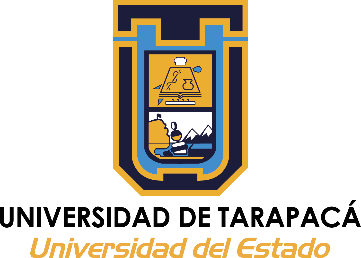 UNIVERSIDAD DE TARAPACÁ
Universidad del Estado